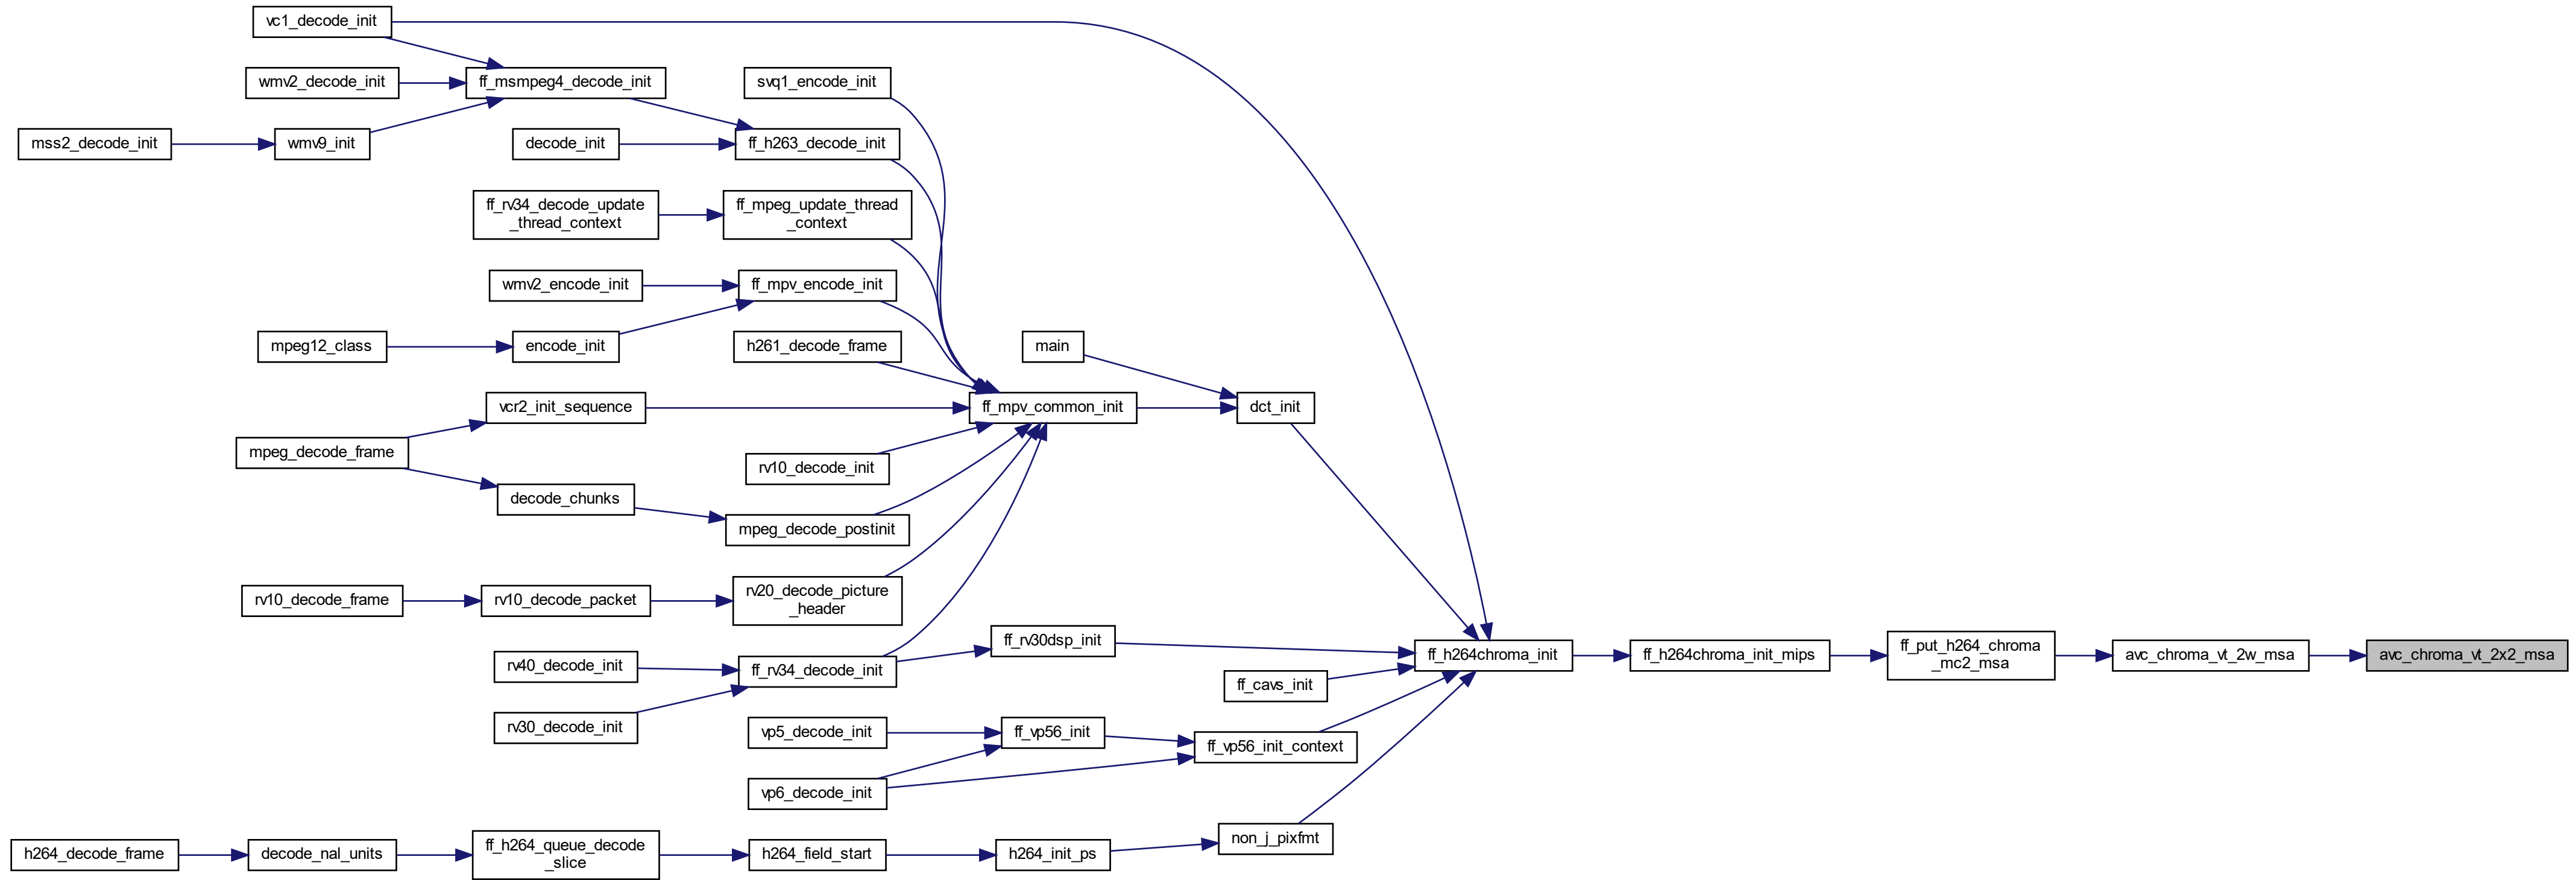 vc1_decode_init
wmv2_decode_init
ff_msmpeg4_decode_init
svq1_encode_init
mss2_decode_init
wmv9_init
decode_init
ff_h263_decode_init
ff_rv34_decode_update
_thread_context
ff_mpeg_update_thread
_context
wmv2_encode_init
ff_mpv_encode_init
mpeg12_class
encode_init
h261_decode_frame
main
vcr2_init_sequence
ff_mpv_common_init
dct_init
mpeg_decode_frame
rv10_decode_init
decode_chunks
mpeg_decode_postinit
rv10_decode_frame
rv10_decode_packet
rv20_decode_picture
_header
ff_rv30dsp_init
rv40_decode_init
ff_rv34_decode_init
ff_h264chroma_init
ff_h264chroma_init_mips
ff_put_h264_chroma
_mc2_msa
avc_chroma_vt_2w_msa
avc_chroma_vt_2x2_msa
ff_cavs_init
rv30_decode_init
vp5_decode_init
ff_vp56_init
ff_vp56_init_context
vp6_decode_init
non_j_pixfmt
h264_decode_frame
decode_nal_units
ff_h264_queue_decode
_slice
h264_field_start
h264_init_ps